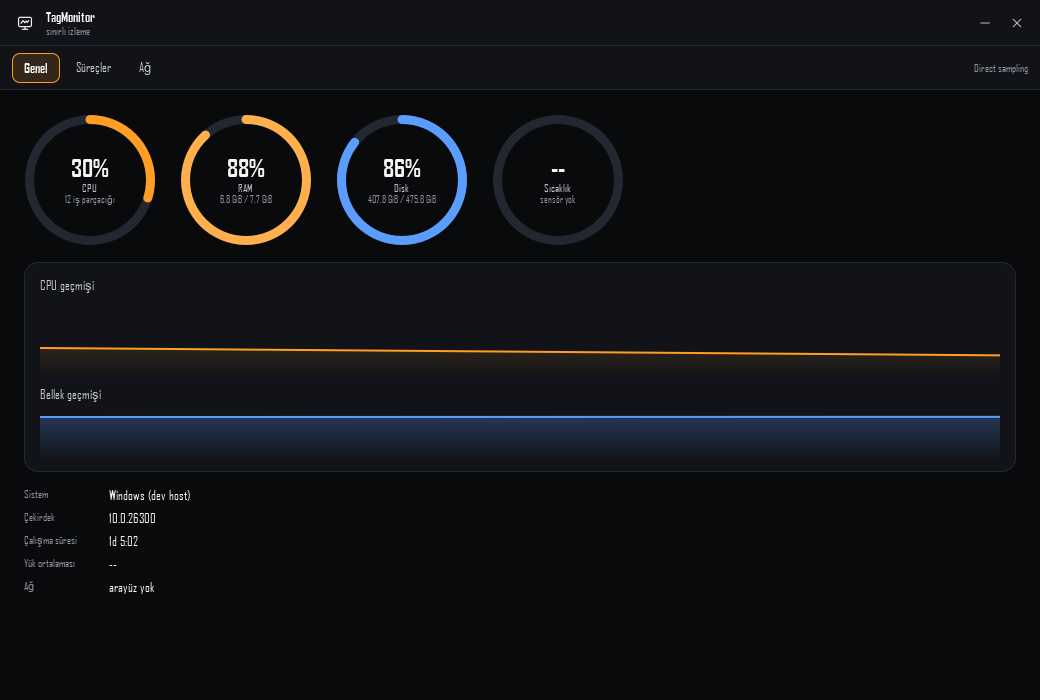 TagMonitor
sınırlı izleme
Genel
Süreçler
Ağ
Direct sampling
30%
CPU
12 iş parçacığı
88%
RAM
6.8 GiB / 7.7 GiB
86%
Disk
407.8 GiB / 475.8 GiB
--
Sıcaklık
sensör yok
CPU geçmişi
Bellek geçmişi
Sistem Windows (dev host)
Çekirdek 10.0.26300
Çalışma süresi 1d 5:02
Yük ortalaması --
Ağ arayüz yok